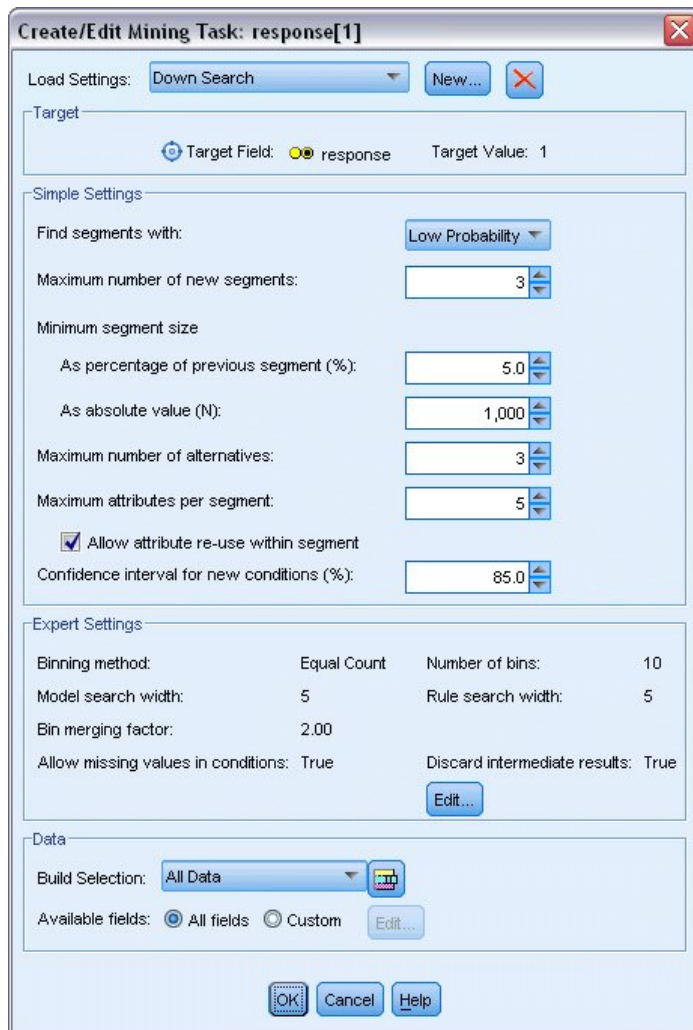 Create/Edit Mining Task: response[1]
Load Settings: Down Search New...
Target
Target Field: response Target Value: 1
Simple Settings
Find segments with: Low Probability
Maximum number of new segments: 3
Minimum segment size
As percentage of previous segment (%): 5.0
As absolute value (N): 1,000
Maximum number of alternatives: 3
Maximum attributes per segment: 5
Allow attribute re-use within segment
Confidence interval for new conditions (%): 85.0
Expert Settings
Binning method: Equal Count Number of bins: 10
Model search width: 5 Rule search width: 5
Bin merging factor: 2.00
Allow missing values in conditions: True Discard intermediate results: True
Edit...
Data
Build Selection: All Data
Available fields: All fields Custom Edit...
OK Cancel Help